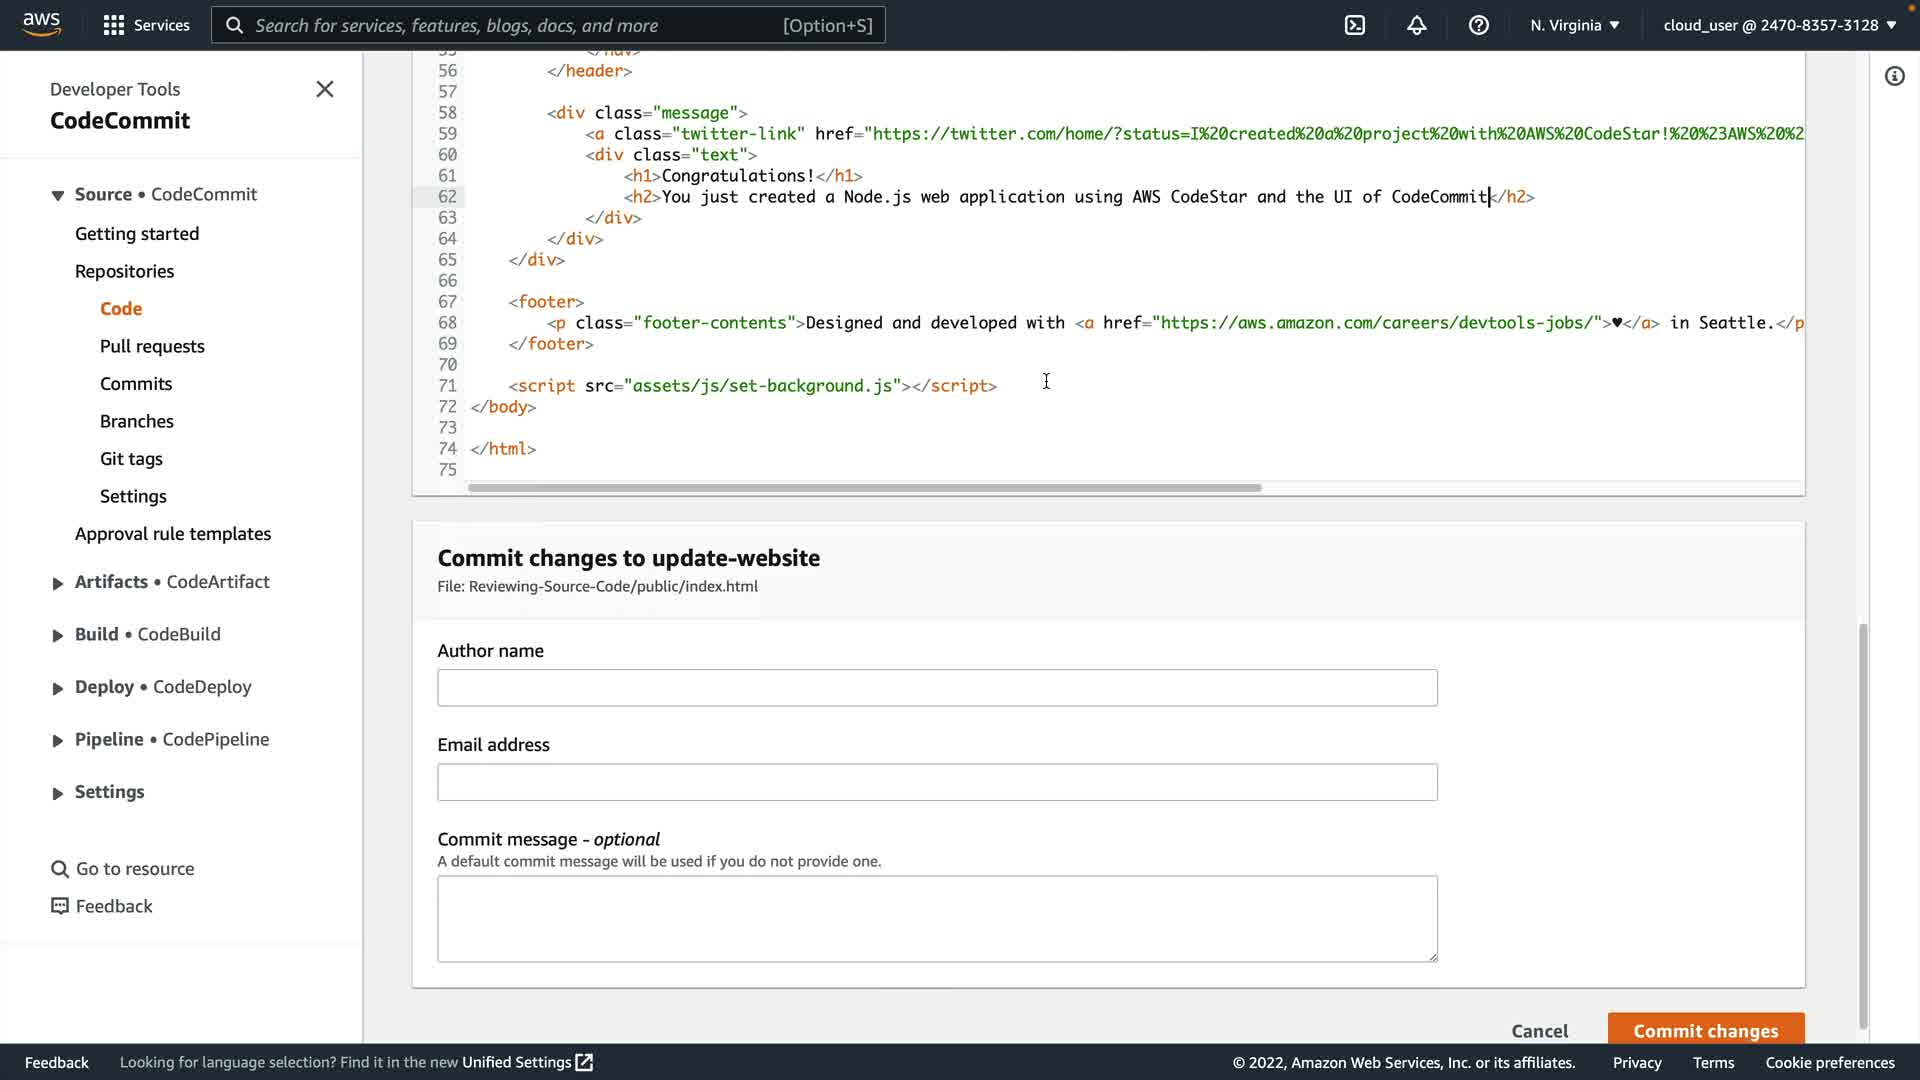 aws
Services
Search for services, features, blogs, docs, and more [Option+S]
N. Virginia
cloud_user @ 2470-8357-3128
Developer Tools
CodeCommit
Source • CodeCommit
Getting started
Repositories
Code
Pull requests
Commits
Branches
Git tags
Settings
Approval rule templates
Artifacts • CodeArtifact
Build • CodeBuild
Deploy • CodeDeploy
Pipeline • CodePipeline
Settings
Go to resource
Feedback
55 </nav>
56 </header>
57
58 <div class="message">
59 <a class="twitter-link" href="https://twitter.com/home/?status=I%20created%20a%20project%20with%20AWS%20CodeStar!%20%23AWS%20%2
60 <div class="text">
61 <h1>Congratulations!</h1>
62 <h2>You just created a Node.js web application using AWS CodeStar and the UI of CodeCommit</h2>
63 </div>
64 </div>
65 </div>
66
67 <footer>
68 <p class="footer-contents">Designed and developed with <a href="https://aws.amazon.com/careers/devtools-jobs/">♥</a> in Seattle.</p
69 </footer>
70
71 <script src="assets/js/set-background.js"></script>
72 </body>
73
74 </html>
75
Commit changes to update-website
File: Reviewing-Source-Code/public/index.html
Author name
Email address
Commit message - optional
A default commit message will be used if you do not provide one.
Cancel
Commit changes
Feedback
Looking for language selection? Find it in the new Unified Settings
© 2022, Amazon Web Services, Inc. or its affiliates.
Privacy
Terms
Cookie preferences